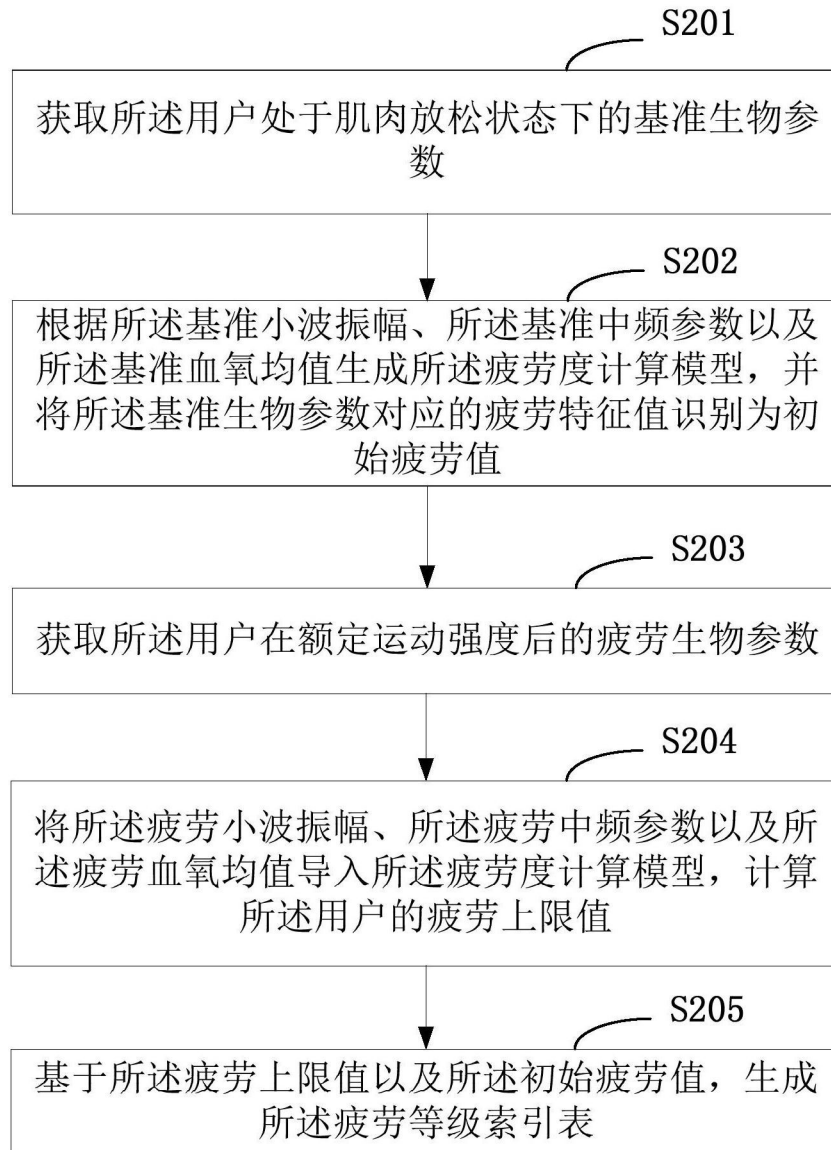 S201
获取所述用户处于肌肉放松状态下的基准生物参
数
S202
根据所述基准小波振幅、所述基准中频参数以及
所述基准血氧均值生成所述疲劳度计算模型，并
将所述基准生物参数对应的疲劳特征值识别为初
始疲劳值
S203
获取所述用户在额定运动强度后的疲劳生物参数
S204
将所述疲劳小波振幅、所述疲劳中频参数以及所
述疲劳血氧均值导入所述疲劳度计算模型，计算
所述用户的疲劳上限值
S205
基于所述疲劳上限值以及所述初始疲劳值，生成
所述疲劳等级索引表